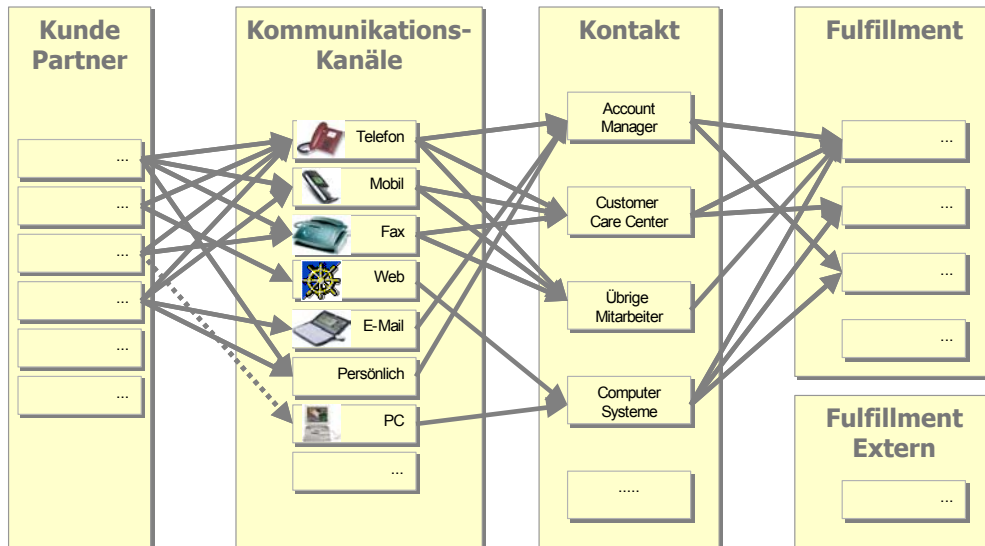 Kunde
Partner
...
...
...
...
...
...
Kommunikations-
Kanäle
Telefon
Mobil
Fax
Web
E-Mail
Persönlich
PC
...
Kontakt
Account
Manager
Customer
Care Center
Übrige
Mitarbeiter
Computer
Systeme
.....
Fulfillment
...
...
...
...
Fulfillment
Extern
...